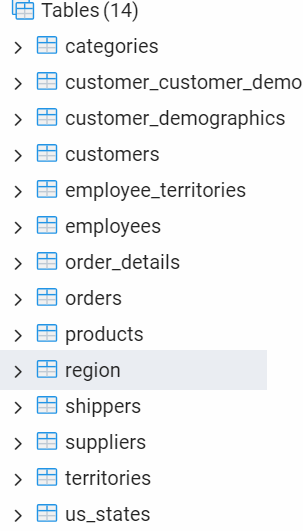 Tables (14)
categories
customer_customer_demo
customer_demographics
customers
employee_territories
employees
order_details
orders
products
region
shippers
suppliers
territories
us_states